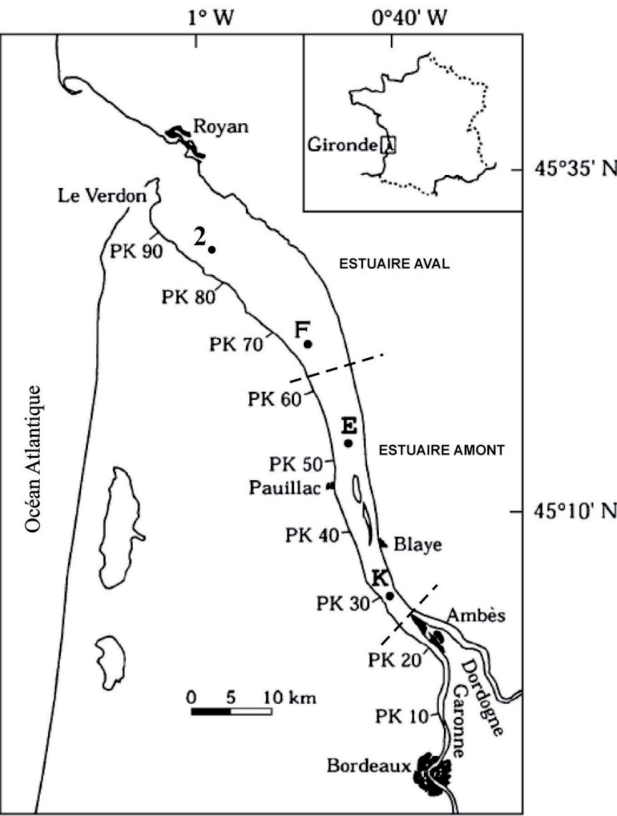 1° W
0°40' W
Royan
Gironde
A
45°35' N
Le Verdon
PK 90
2
ESTUAIRE AVAL
PK 80
F
PK 70
PK 60
E
ESTUAIRE AMONT
Océan Atlantique
PK 50
Pauillac
45°10' N
PK 40
Blaye
K
PK 30
Ambès
PK 20
Dordogne
Garonne
0 5 10 km
PK 10
Bordeaux